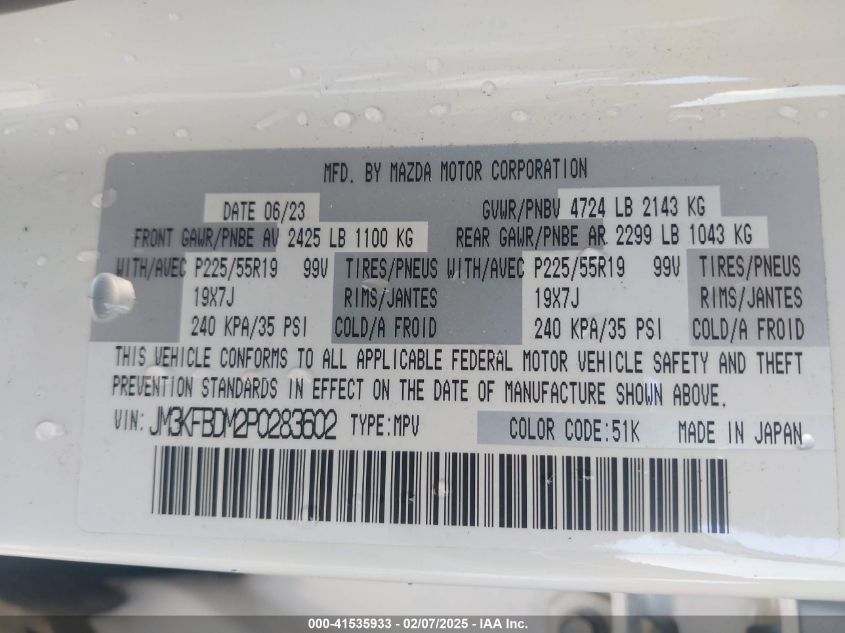 MFD. BY MAZDA MOTOR CORPORATION
DATE 06/23 GVWR/PNBV 4724 LB 2143 KG
FRONT GAWR/PNBE AV 2425 LB 1100 KG REAR GAWR/PNBE AR 2299 LB 1043 KG
WITH/AVEC P225/55R19 99V TIRES/PNEUS WITH/AVEC P225/55R19 99V TIRES/PNEUS
19X7J RIMS/JANTES 19X7J RIMS/JANTES
240 KPA/35 PSI COLD/A FROID 240 KPA/35 PSI COLD/A FROID
THIS VEHICLE CONFORMS TO ALL APPLICABLE FEDERAL MOTOR VEHICLE SAFETY AND THEFT
PREVENTION STANDARDS IN EFFECT ON THE DATE OF MANUFACTURE SHOWN ABOVE.
VIN: JM3KFBDM2P0283602 TYPE:MPV COLOR CODE:51K MADE IN JAPAN
000-41535933 - 02/07/2025 - IAA Inc.